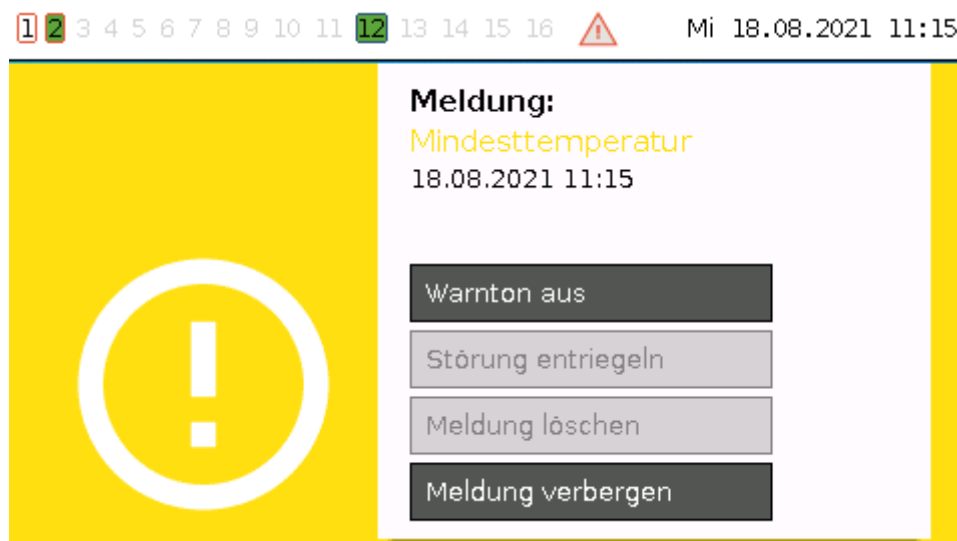 1 2 3 4 5 6 7 8 9 10 11 12 13 14 15 16 Mi 18.08.2021 11:15
Meldung:
Mindesttemperatur
18.08.2021 11:15
Warnton aus
Störung entriegeln
Meldung löschen
Meldung verbergen